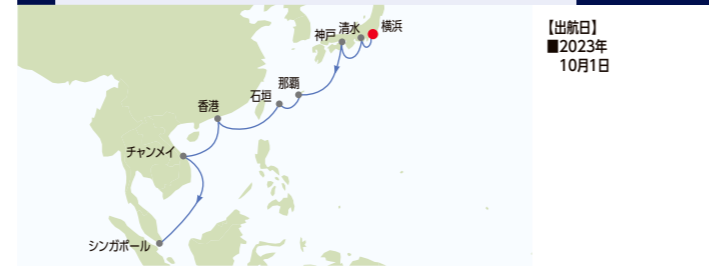 横浜
清水
神戸
那覇
石垣
香港
チャンメイ
シンガポール
【出航日】
■2023年
10月1日